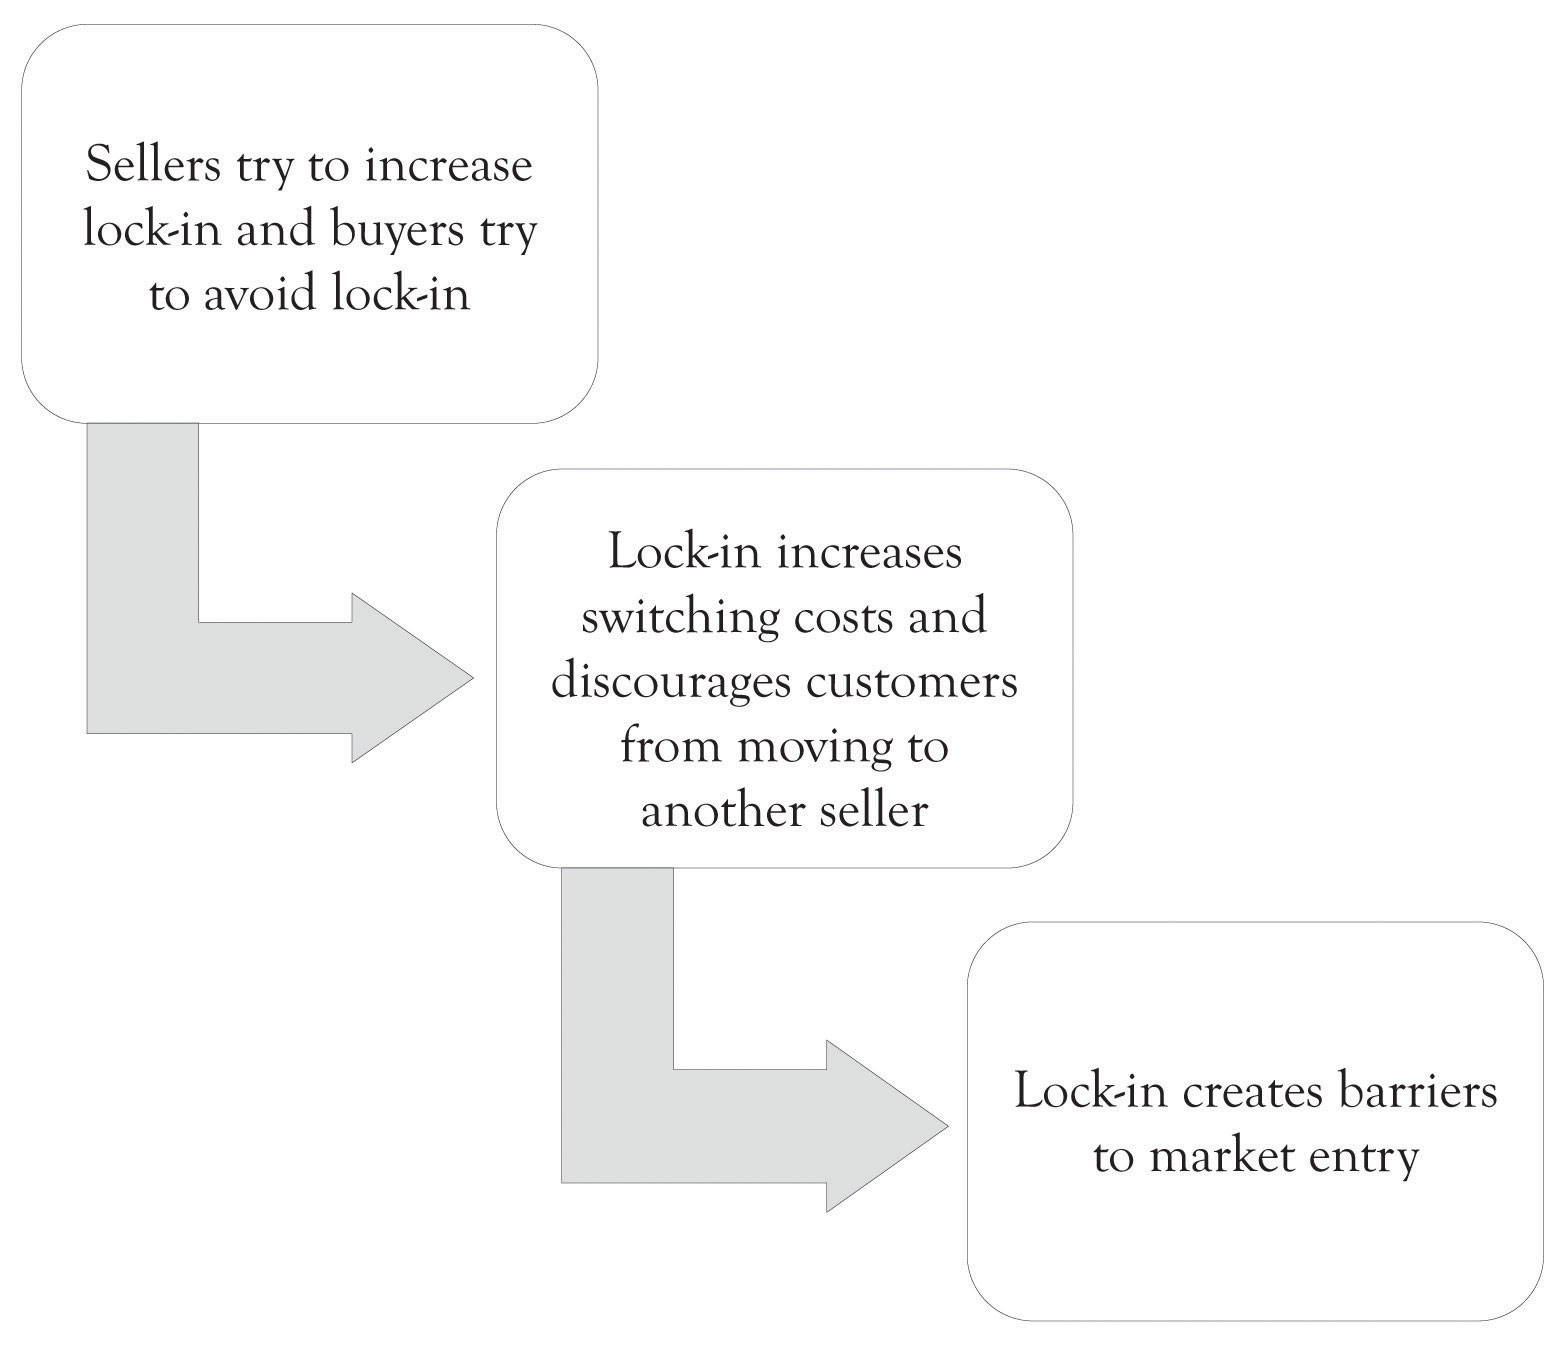 Sellers try to increase
lock-in and buyers try
to avoid lock-in
Lock-in increases
switching costs and
discourages customers
from moving to
another seller
Lock-in creates barriers
to market entry